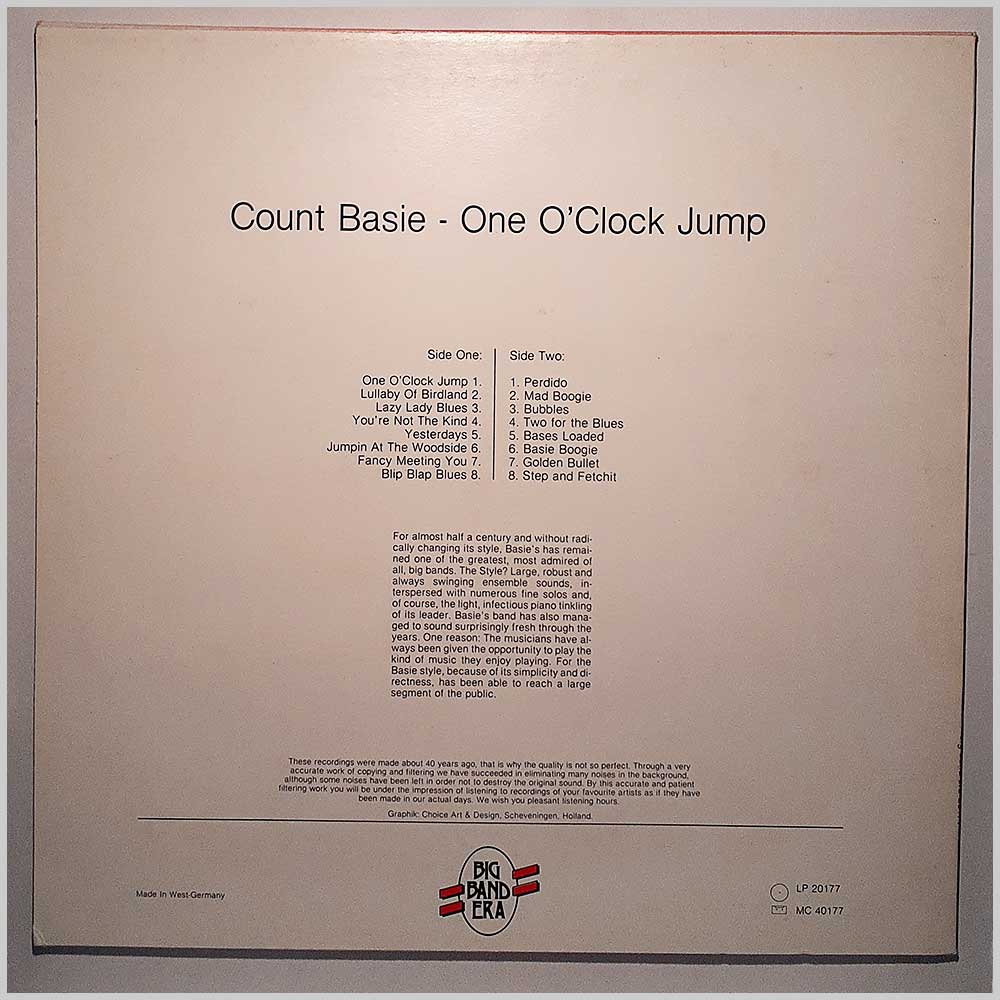 Count Basie - One O'Clock Jump
Side One:
One O'Clock Jump 1.
Lullaby Of Birdland 2.
Lazy Lady Blues 3.
You're Not The Kind 4.
Yesterdays 5.
Jumpin At The Woodside 6.
Fancy Meeting You 7.
Blip Blap Blues 8.
Side Two:
1. Perdido
2. Mad Boogie
3. Bubbles
4. Two for the Blues
5. Bases Loaded
6. Basie Boogie
7. Golden Bullet
8. Step and Fetchit
For almost half a century and without radi-
cally changing its style, Basie's has remai-
ned one of the greatest, most admired of
all, big bands. The Style? Large, robust and
always swinging ensemble sounds, in-
terspersed with numerous fine solos and,
of course, the light, infectious piano tinkling
of its leader. Basie's band has also mana-
ged to sound surprisingly fresh through the
years. One reason: The musicians have al-
ways been given the opportunity to play the
kind of music they enjoy playing. For the
Basie style, because of its simplicity and di-
rectness, has been able to reach a large
segment of the public.
These recordings were made about 40 years ago, that is why the quality is not so perfect. Through a very
accurate work of copying and filtering we have succeeded in eliminating many noises in the background,
although some noises have been left in order not to destroy the original sound. By this accurate and patient
filtering work you will be under the impression of listening to recordings of your favourite artists as if they have
been made in our actual days. We wish you pleasant listening hours.
Graphik: Choice Art & Design, Scheveningen, Holland.
Made In West-Germany
BIG
BAND
ERA
LP 20177
MC 40177